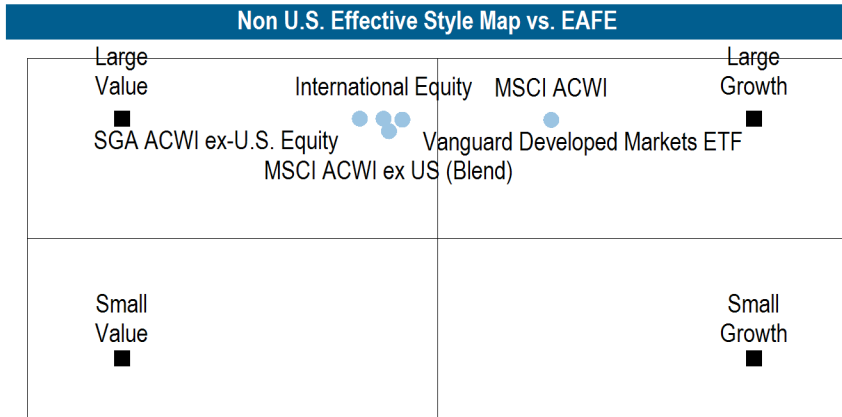 Non U.S. Effective Style Map vs. EAFE
Large
Value
Large
Growth
International Equity
MSCI ACWI
SGA ACWI ex-U.S. Equity
Vanguard Developed Markets ETF
MSCI ACWI ex US (Blend)
Small
Value
Small
Growth